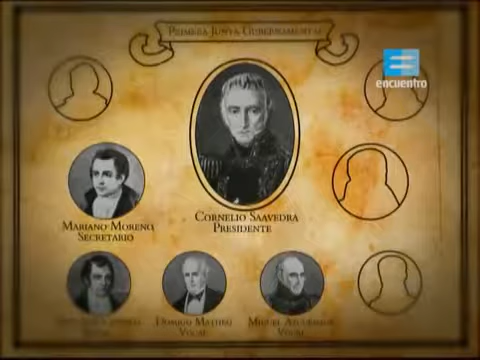 Primera Junta Gubernamental
encuentro
Mariano Moreno
Secretario
Cornelio Saavedra
Presidente
Domingo Matheu
Vocal
Miguel Azcuénaga
Vocal